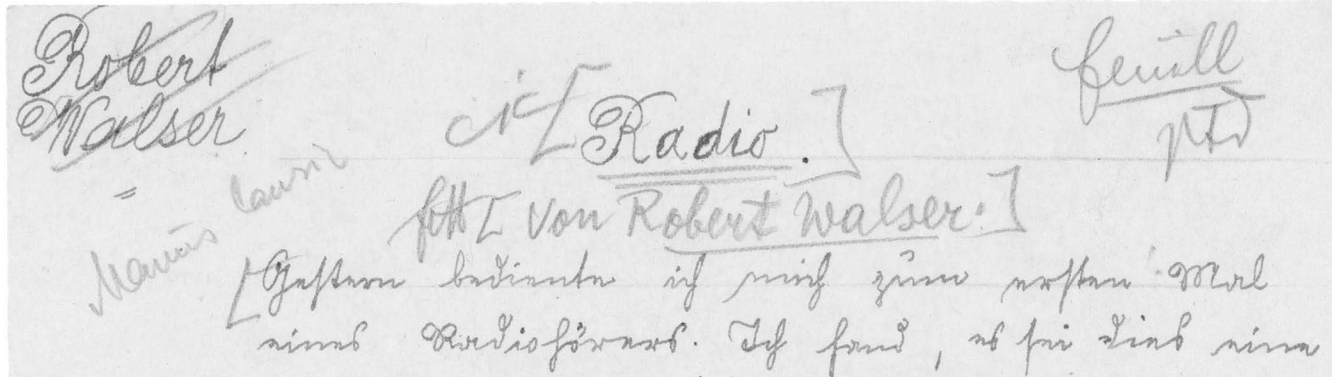 Robert
Walser
feuill
[Radio.]
fett [von Robert Walser.]
[Gestern bediente ich mich zum ersten Mal
eines Radiohörers. Ich fand, es sei dies eine